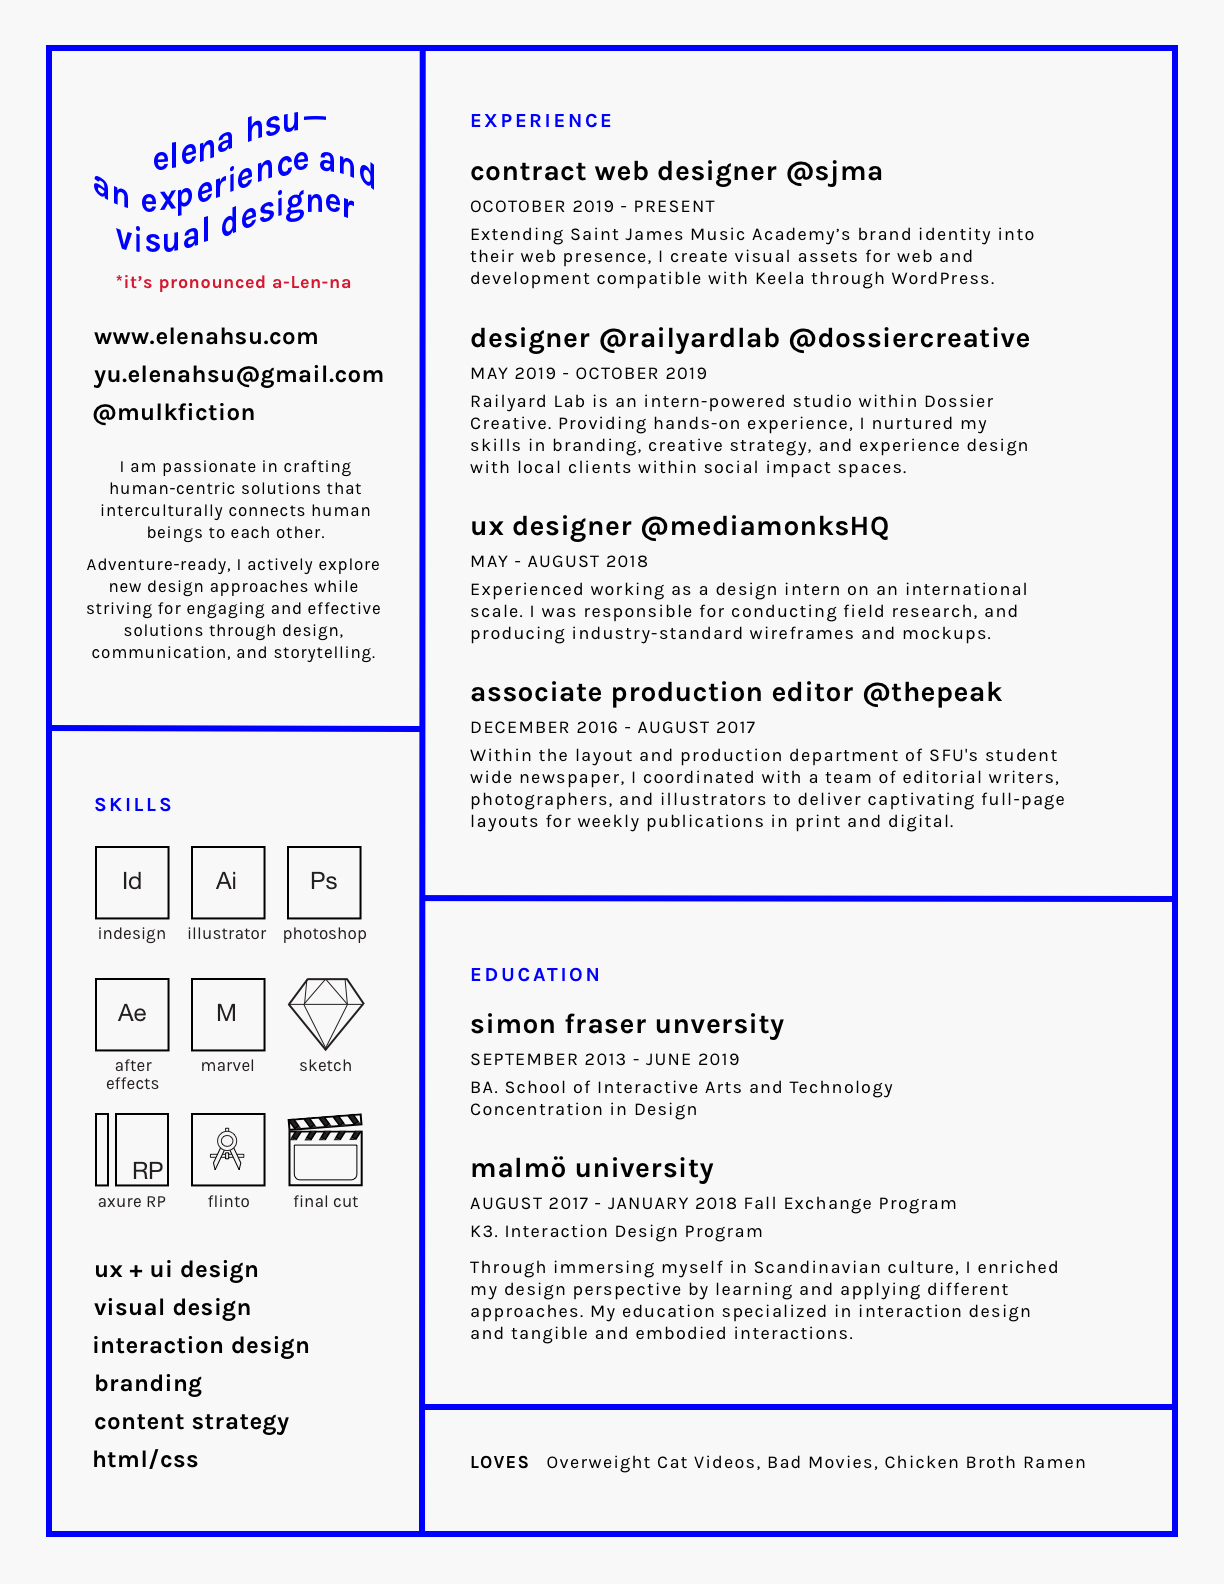 elena hsu—
an experience and
visual designer
*it's pronounced a-Len-na
www.elenahsu.com
yu.elenahsu@gmail.com
@mulkfiction
I am passionate in crafting
human-centric solutions that
interculturally connects human
beings to each other.
Adventure-ready, I actively explore
new design approaches while
striving for engaging and effective
solutions through design,
communication, and storytelling.
SKILLS
Id Ai Ps
indesign illustrator photoshop
Ae M
after marvel sketch
effects
RP
axure RP flinto final cut
ux + ui design
visual design
interaction design
branding
content strategy
html/css
EXPERIENCE
contract web designer @sjma
OCOTOBER 2019 - PRESENT
Extending Saint James Music Academy’s brand identity into
their web presence, I create visual assets for web and
development compatible with Keela through WordPress.
designer @railyardlab @dossiercreative
MAY 2019 - OCTOBER 2019
Railyard Lab is an intern-powered studio within Dossier
Creative. Providing hands-on experience, I nurtured my
skills in branding, creative strategy, and experience design
with local clients within social impact spaces.
ux designer @mediamonksHQ
MAY - AUGUST 2018
Experienced working as a design intern on an international
scale. I was responsible for conducting field research, and
producing industry-standard wireframes and mockups.
associate production editor @thepeak
DECEMBER 2016 - AUGUST 2017
Within the layout and production department of SFU's student
wide newspaper, I coordinated with a team of editorial writers,
photographers, and illustrators to deliver captivating full-page
layouts for weekly publications in print and digital.
EDUCATION
simon fraser unversity
SEPTEMBER 2013 - JUNE 2019
BA. School of Interactive Arts and Technology
Concentration in Design
malmö university
AUGUST 2017 - JANUARY 2018 Fall Exchange Program
K3. Interaction Design Program
Through immersing myself in Scandinavian culture, I enriched
my design perspective by learning and applying different
approaches. My education specialized in interaction design
and tangible and embodied interactions.
LOVES Overweight Cat Videos, Bad Movies, Chicken Broth Ramen